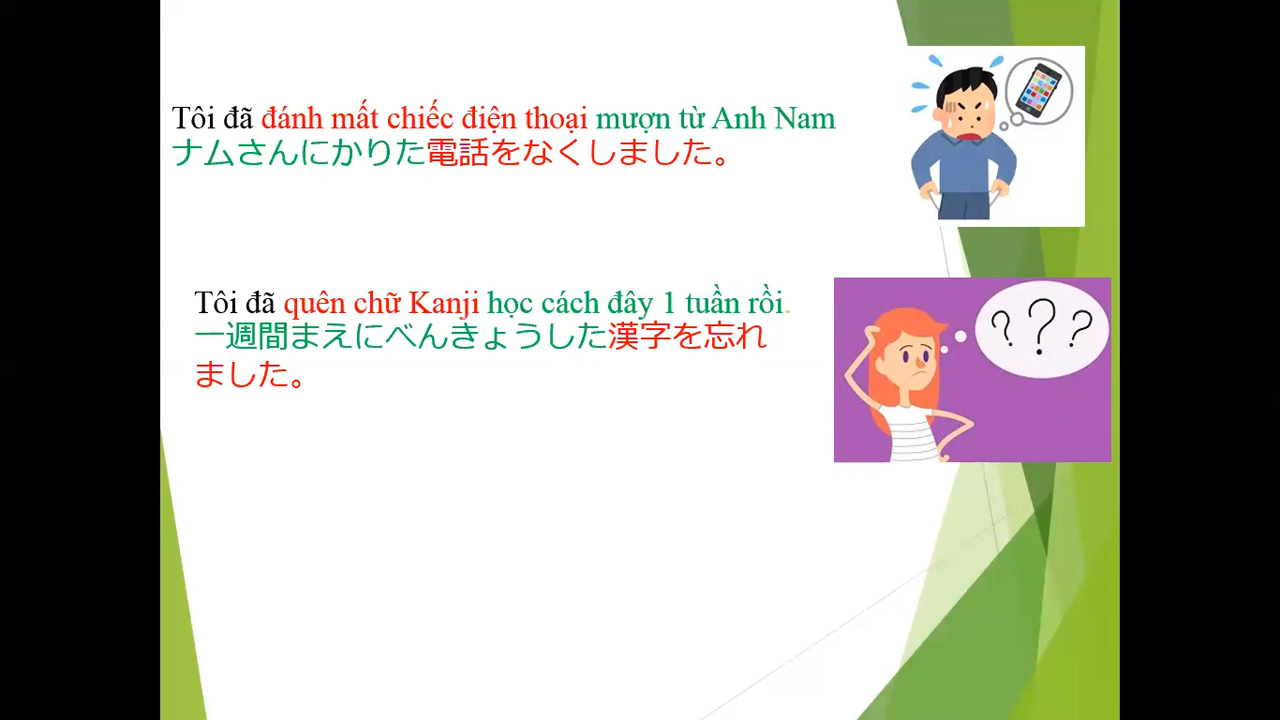 Tôi đã đánh mất chiếc điện thoại mượn từ Anh Nam
ナムさんにかりた電話をなくしました。
Tôi đã quên chữ Kanji học cách đây 1 tuần rồi.
一週間まえにべんきょうした漢字を忘れ
ました。
? ? ?